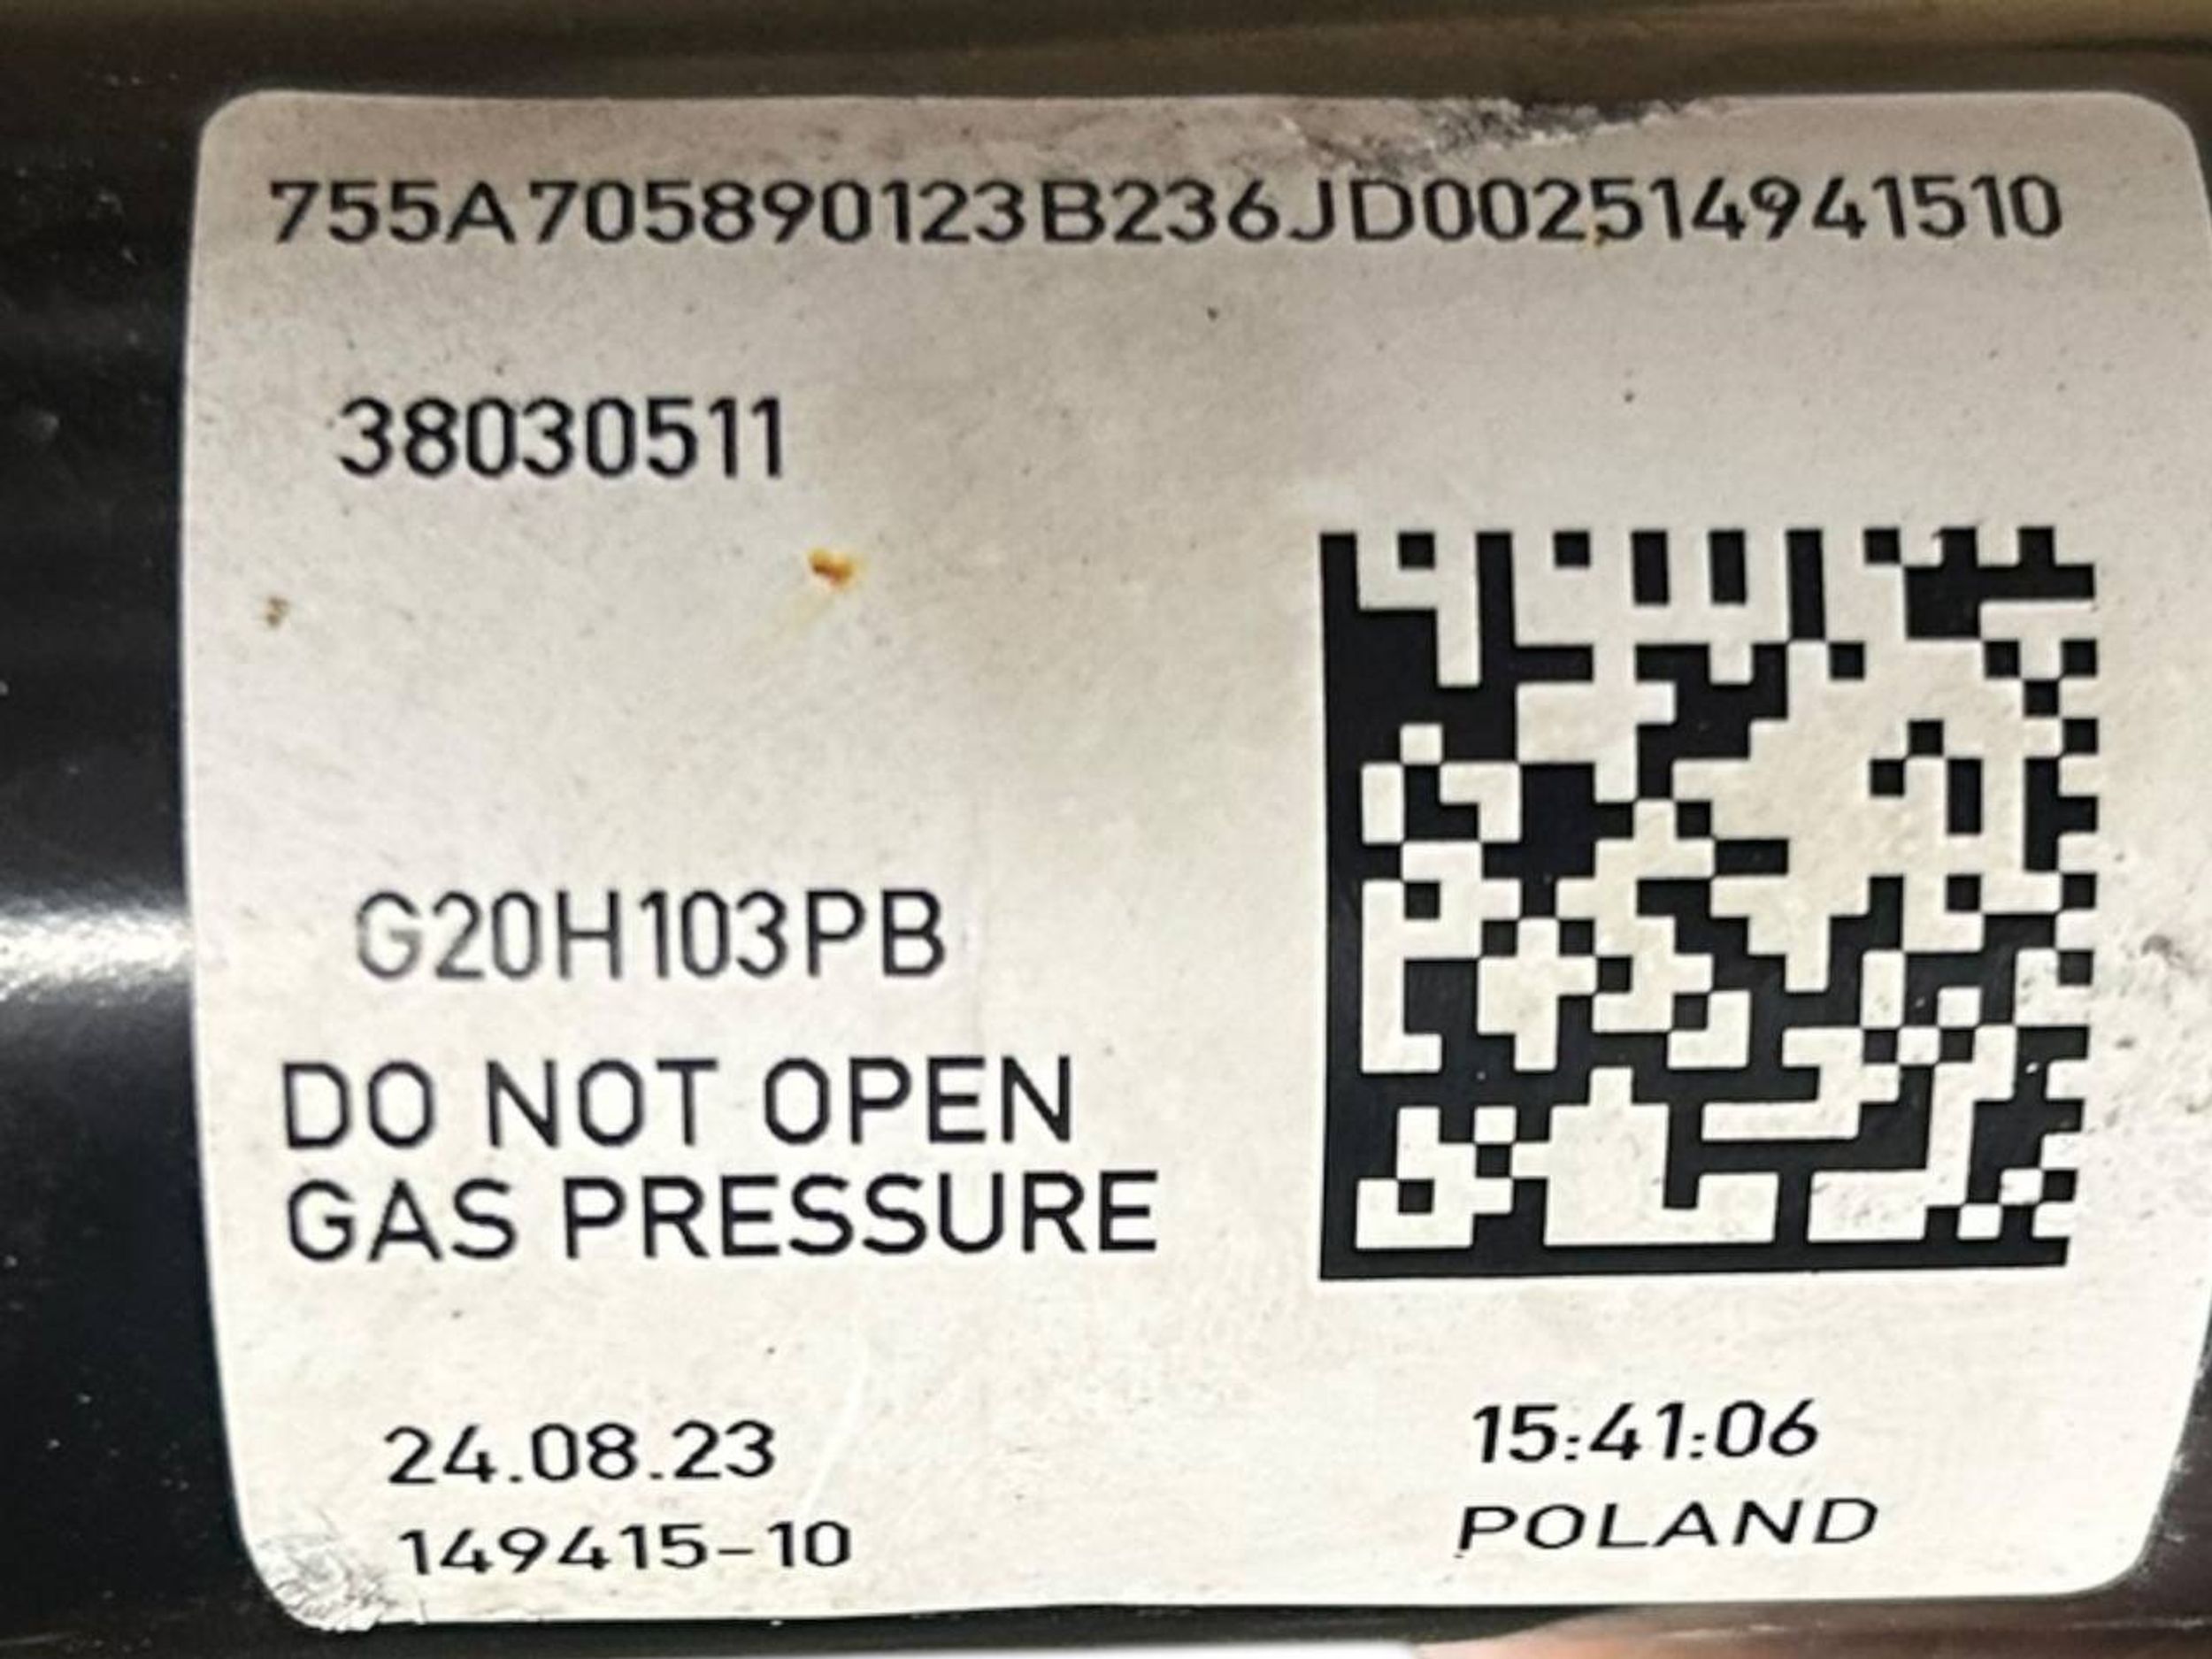 755A705890123B236JD002514941510
38030511
G20H103PB
DO NOT OPEN
GAS PRESSURE
24.08.23
15:41:06
149415-10
POLAND